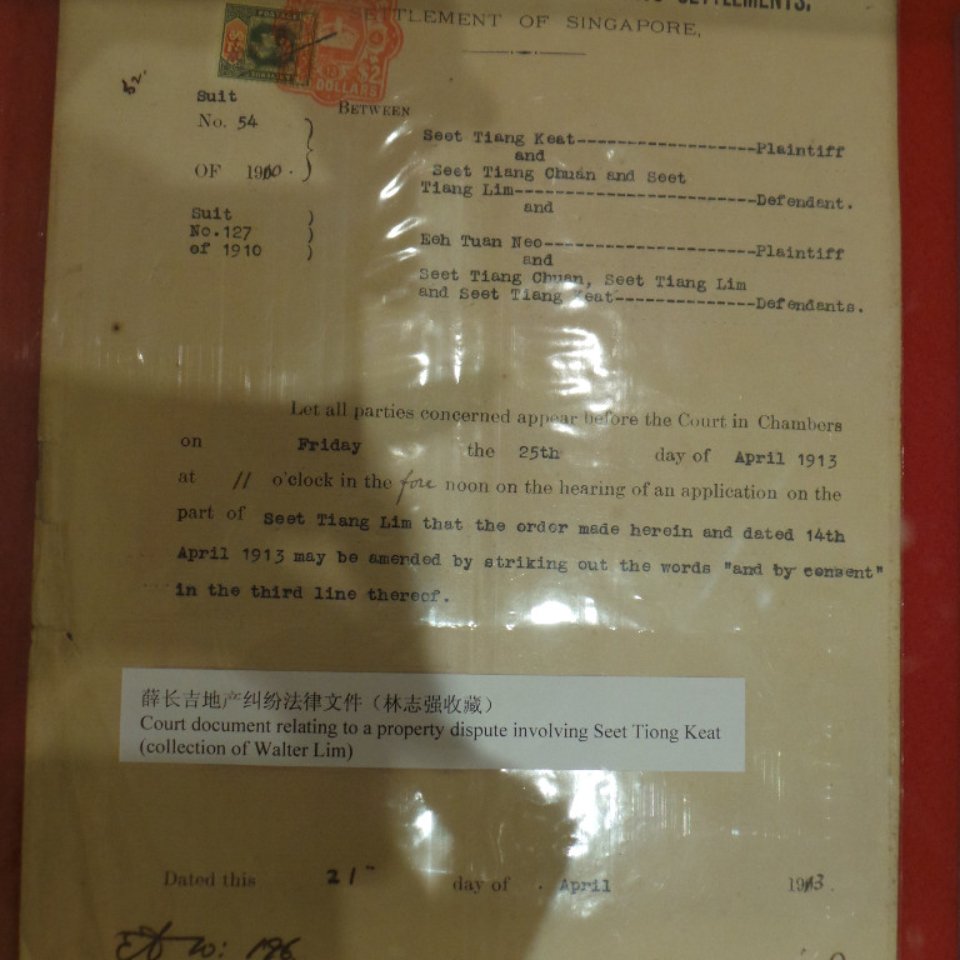 SETTLEMENTS.
SETTLEMENT OF SINGAPORE,
POSTAGE
$2
DOLLARS
52.
Suit
No. 54
OF 1910.
BETWEEN
Seet Tiang Keat------------------Plaintiff
and
Seet Tiang Chuan and Seet
Tiang Lim------------------------Defendant.
and
Suit )
No.127 )
of 1910 )
Eoh Tuan Neo---------------------Plaintiff
and
Seet Tiang Chuan, Seet Tiang Lim
and Seet Tiang Keat--------------Defendants.
Let all parties concerned appear before the Court in Chambers
on Friday the 25th day of April 1913
at 11 o'clock in the fore noon on the hearing of an application on the
part of Seet Tiang Lim that the order made herein and dated 14th
April 1913 may be amended by striking out the words "and by consent"
in the third line thereof.
薛长吉地产纠纷法律文件（林志强收藏）
Court document relating to a property dispute involving Seet Tiong Keat
(collection of Walter Lim)
Dated this 21 day of April 1913.